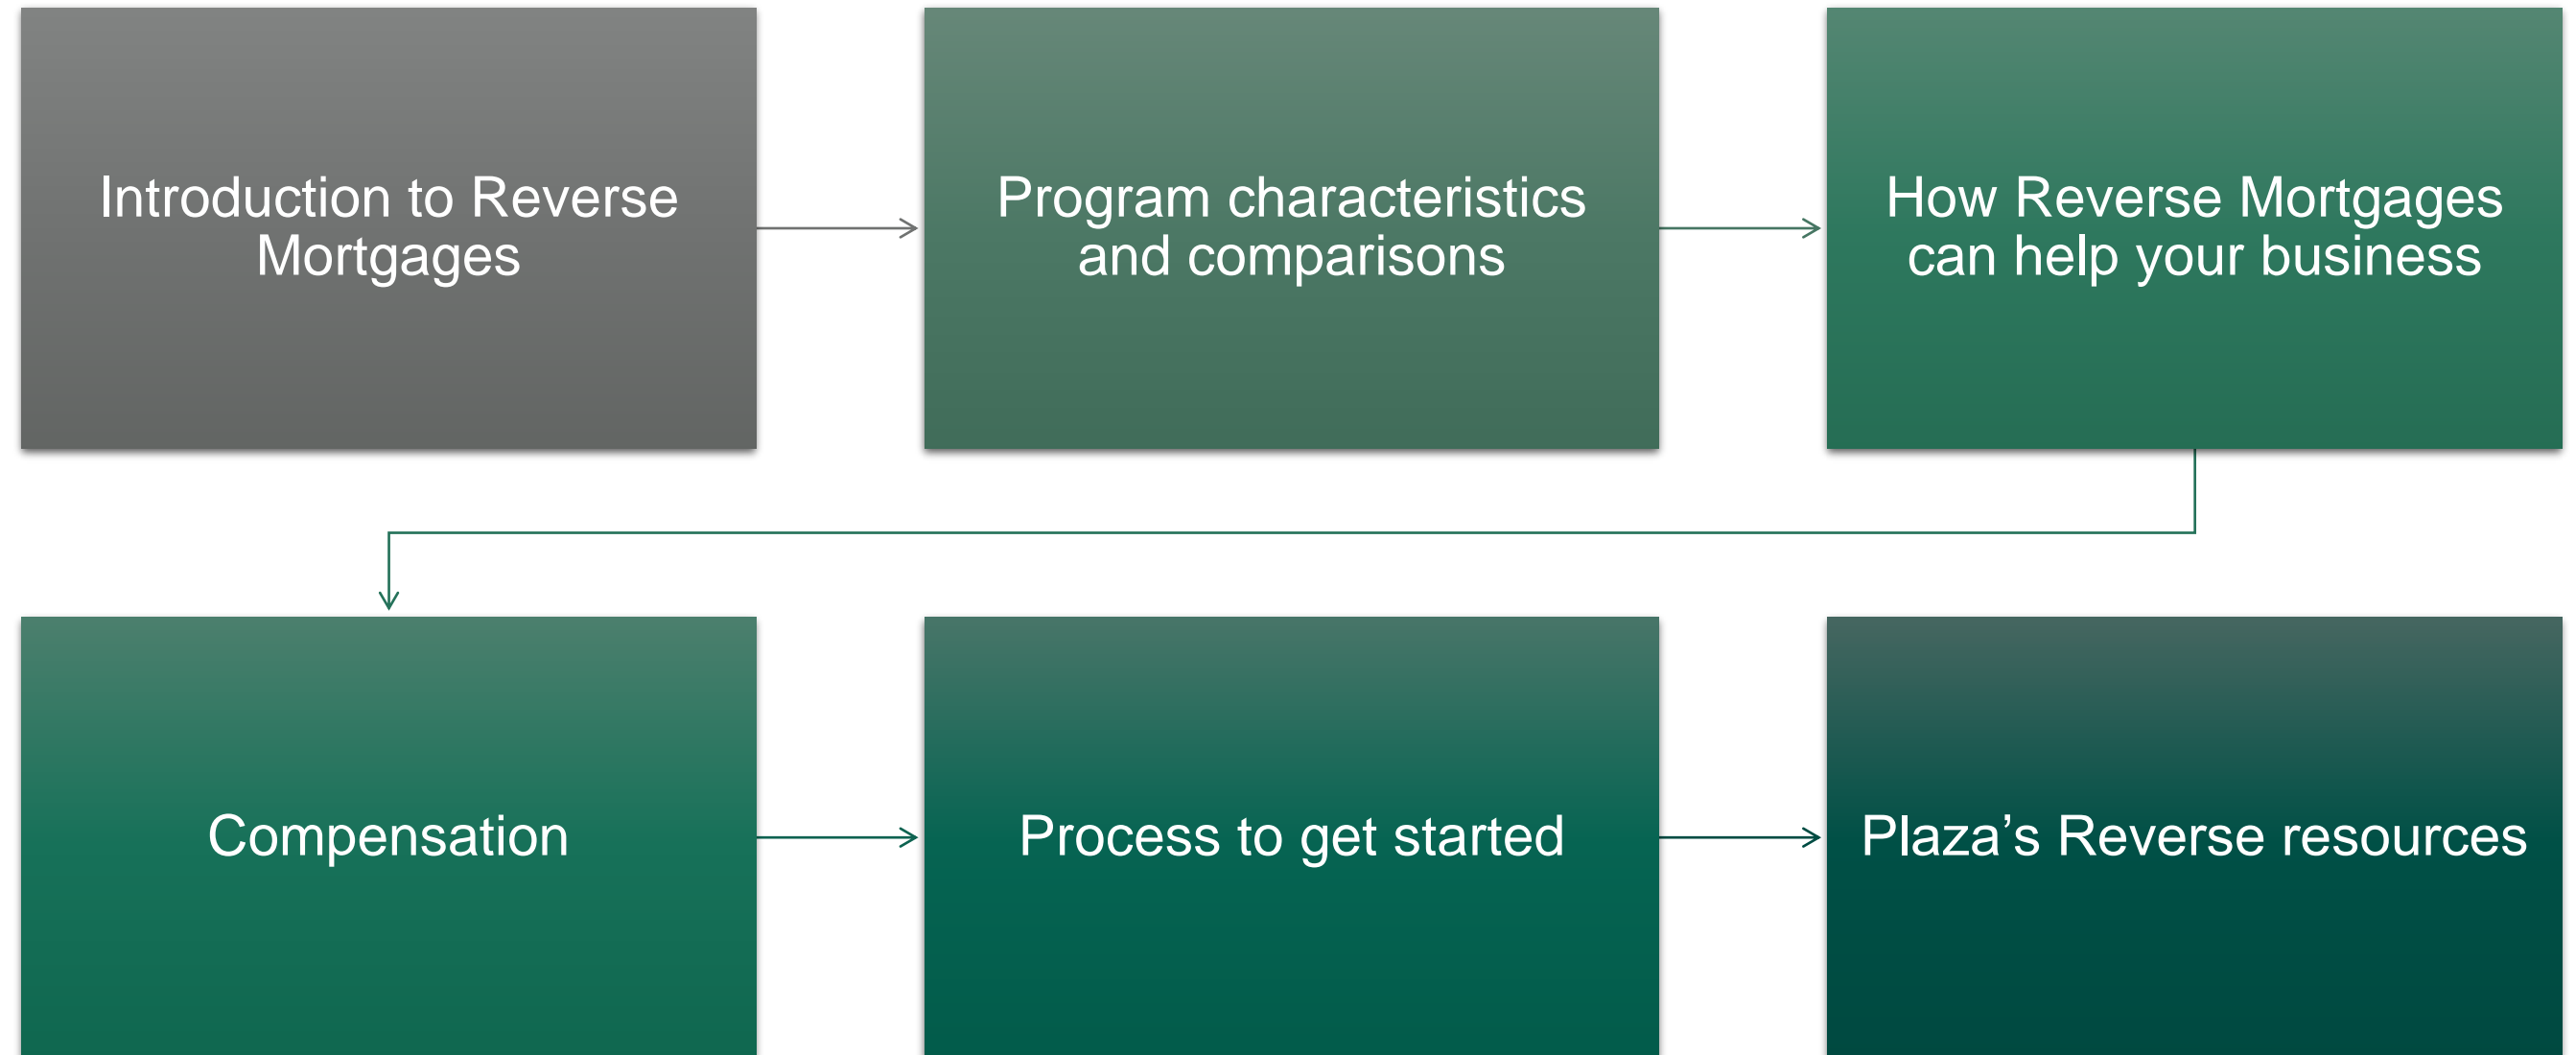 Introduction to Reverse
Mortgages
Program characteristics
and comparisons
How Reverse Mortgages
can help your business
Compensation
Process to get started
Plaza’s Reverse resources